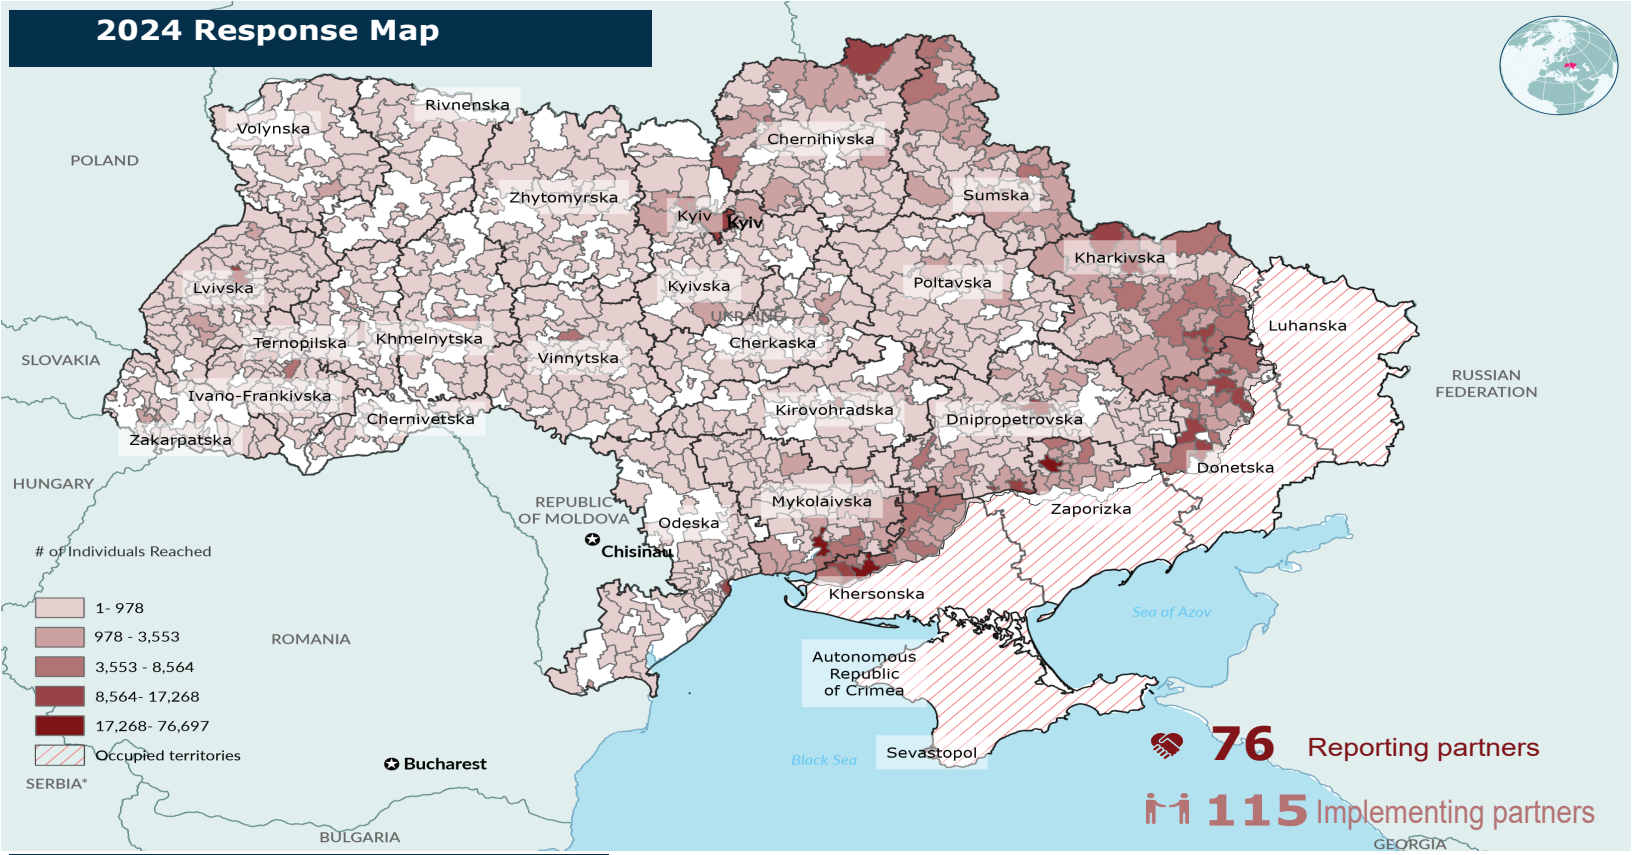 2024 Response Map
Rivnenska
Volynska
Chernihivska
POLAND
Zhytomyrska
Sumska
Kyiv
Kyiv
Kharkivska
Lvivska
Kyivska
Poltavska
UKRAINE
Luhanska
Ternopilska
Khmelnytska
Cherkaska
SLOVAKIA
Vinnytska
RUSSIAN
FEDERATION
Ivano-Frankivska
Kirovohradska
Chernivetska
Dnipropetrovska
Zakarpatska
Donetska
HUNGARY
REPUBLIC
OF MOLDOVA
Mykolaivska
Zaporizka
Odeska
Chisinau
# of Individuals Reached
Khersonska
1- 978
Sea of Azov
978 - 3,553
ROMANIA
Autonomous
Republic
of Crimea
3,553 - 8,564
8,564- 17,268
17,268- 76,697
Occupied territories
Sevastopol
76 Reporting partners
Black Sea
Bucharest
SERBIA*
115 Implementing partners
BULGARIA
GEORGIA